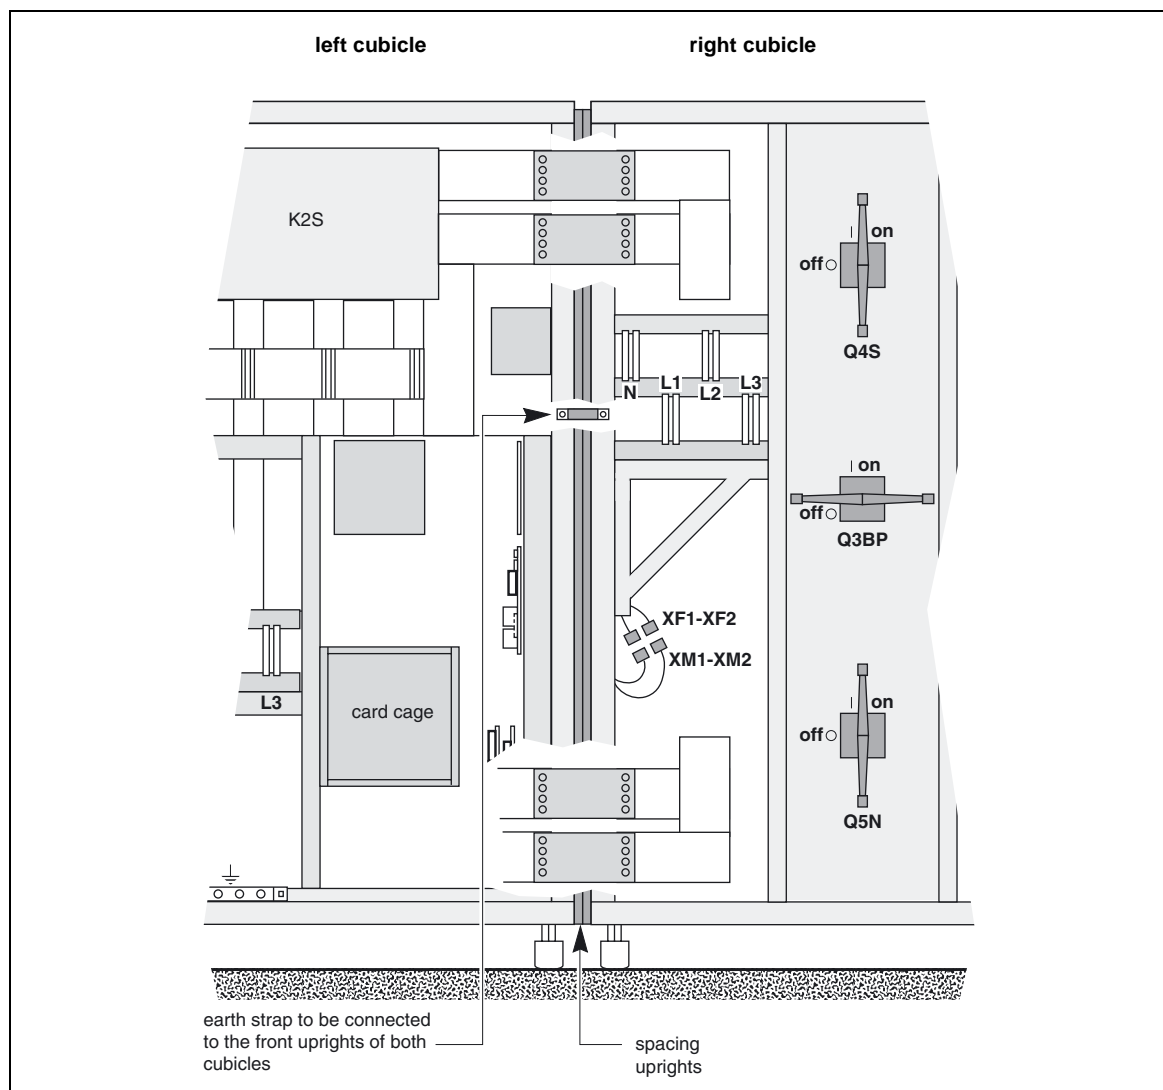 left cubicle
right cubicle
K2S
| on
off
Q4S
N
L1
L2
L3
| on
off
Q3BP
XF1-XF2
XM1-XM2
L3
card cage
| on
off
Q5N
earth strap to be connected
to the front uprights of both
cubicles
spacing
uprights